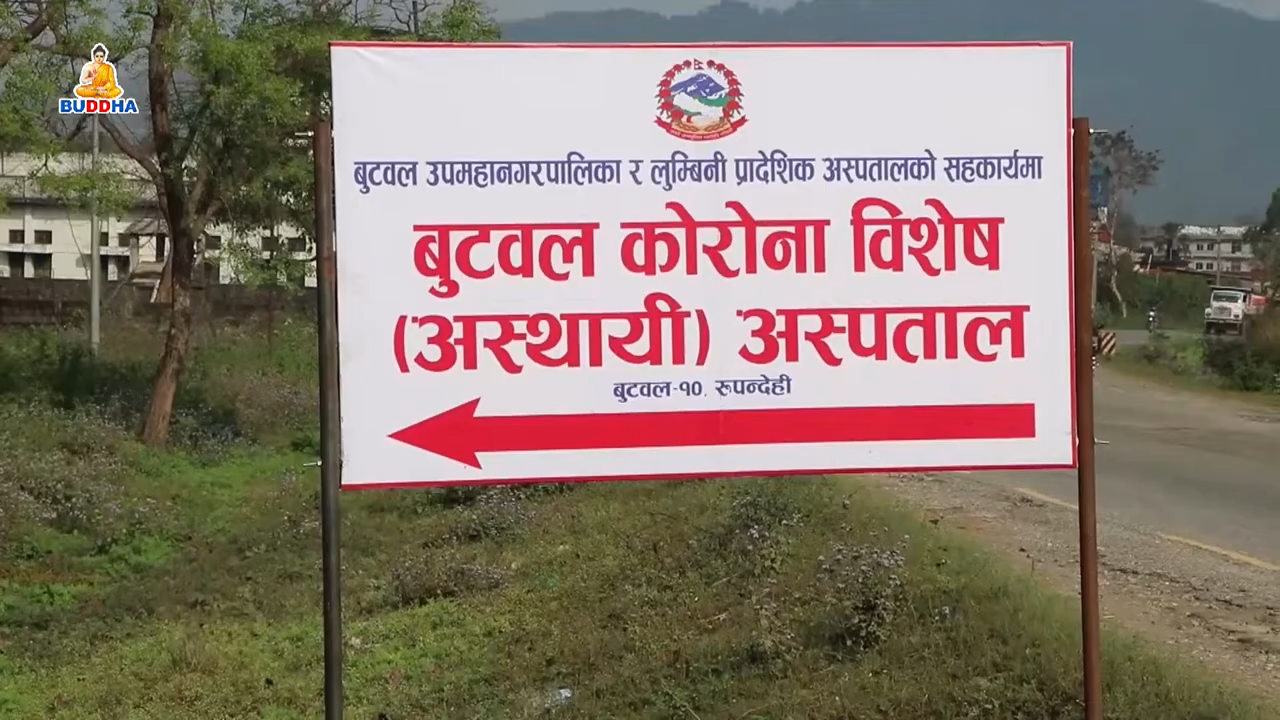 BUDDHA
बुटवल उपमहानगरपालिका र लुम्बिनी प्रादेशिक अस्पतालको सहकार्यमा
बुटवल कोरोना विशेष
(अस्थायी) अस्पताल
बुटवल-१०, रुपन्देही